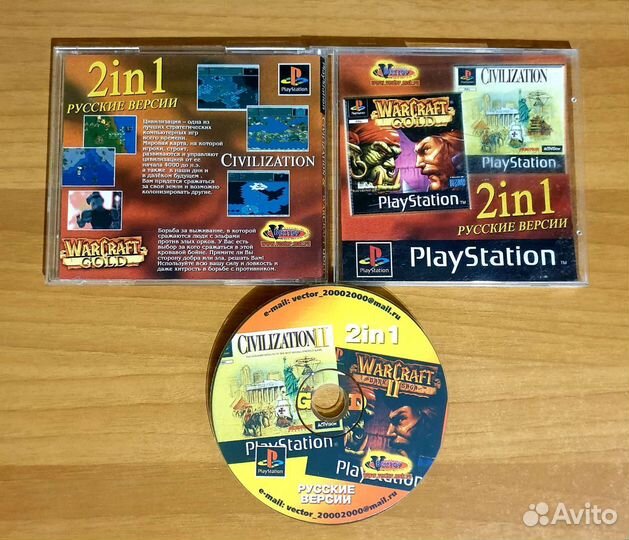 2in1
РУССКИЕ ВЕРСИИ
PlayStation
Цивилизация - одна из
лучших стратегических
компьютерных игр
всего времени.
Мировая карта, на которой
игроки, строят,
развиваются и управляют
цивилизацией от ее
начала 4000 до н.э.
а также в наши дни и
в далёком будущем.
Вам придется сражаться
за свои земли и возможно
колонизировать другие.
CIVILIZATION
Борьба за выживание, в которой
сражаются люди с эльфами
против злых орков. У Вас есть
выбор за кого сражаться в этой
кровавой войне. Примите ли Вы
сторону добра или зла, решать Вам!
Используйте всю вашу силу и ловкость и
даже хитрость в борьбе с противником.
WARCRAFT
GOLD
Vector
Vector
CIVILIZATION
WARCRAFT
GOLD
PlayStation
PlayStation
2in1
РУССКИЕ ВЕРСИИ
PlayStation
PlayStation
e-mail: vector_20002000@mail.ru
CIVILIZATION II
2in1
WARCRAFT
II
PlayStation
PlayStation
PlayStation
Vector
РУССКИЕ
ВЕРСИИ
e-mail: vector_20002000@mail.ru
Avito